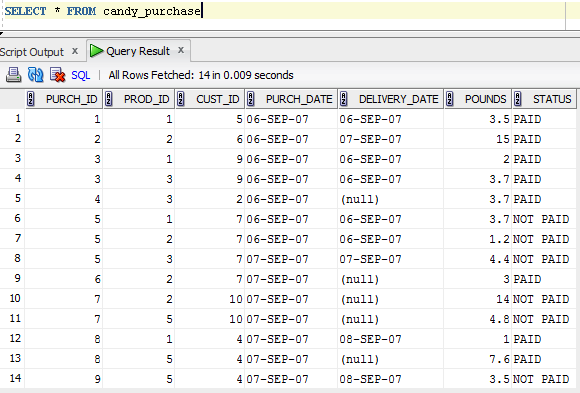 SELECT * FROM candy_purchase
Script Output x Query Result x
SQL | All Rows Fetched: 14 in 0.009 seconds
PURCH_ID PROD_ID CUST_ID PURCH_DATE DELIVERY_DATE POUNDS STATUS
1 1 1 5 06-SEP-07 06-SEP-07 3.5 PAID
2 2 2 6 06-SEP-07 07-SEP-07 15 PAID
3 3 1 9 06-SEP-07 06-SEP-07 2 PAID
4 3 3 9 06-SEP-07 06-SEP-07 3.7 PAID
5 4 3 2 06-SEP-07 (null) 3.7 PAID
6 5 1 7 06-SEP-07 06-SEP-07 3.7 NOT PAID
7 5 2 7 06-SEP-07 06-SEP-07 1.2 NOT PAID
8 5 3 7 07-SEP-07 07-SEP-07 4.4 NOT PAID
9 6 2 7 07-SEP-07 (null) 3 PAID
10 7 2 10 07-SEP-07 (null) 14 NOT PAID
11 7 5 10 07-SEP-07 (null) 4.8 NOT PAID
12 8 1 4 07-SEP-07 08-SEP-07 1 PAID
13 8 5 4 07-SEP-07 (null) 7.6 PAID
14 9 5 4 07-SEP-07 08-SEP-07 3.5 NOT PAID